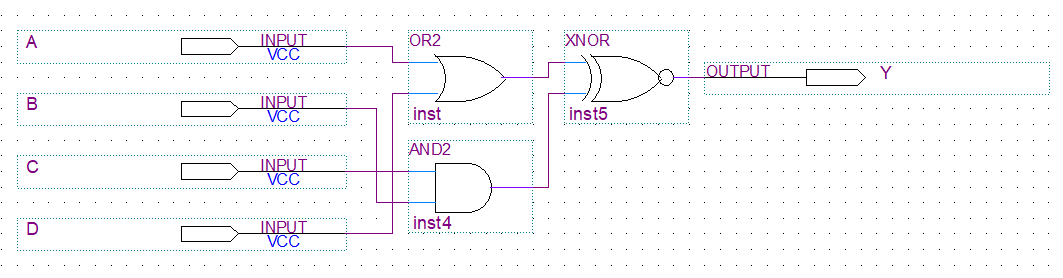 A
INPUT
VCC
B
INPUT
VCC
C
INPUT
VCC
D
INPUT
VCC
OR2
inst
AND2
inst4
XNOR
inst5
OUTPUT
Y